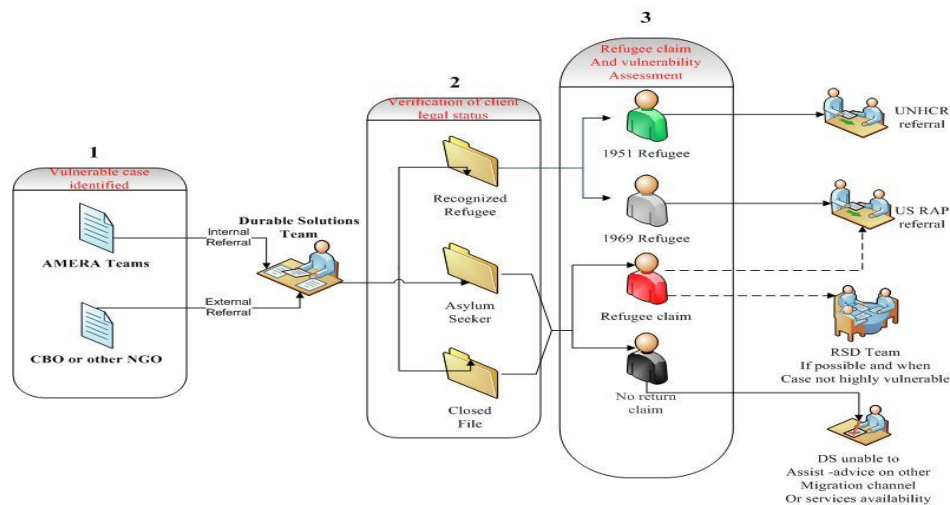 1
Vulnerable case
identified
AMERA Teams
CBO or other NGO
Internal
Referral
External
Referral
Durable Solutions
Team
2
Verification of client
legal status
Recognized
Refugee
Asylum
Seeker
Closed
File
3
Refugee claim
And vulnerability
Assessment
1951 Refugee
1969 Refugee
Refugee claim
No return
claim
UNHCR
referral
US RAP
referral
RSD Team
If possible and when
Case not highly vulnerable
DS unable to
Assist -advice on other
Migration channel
Or services availability